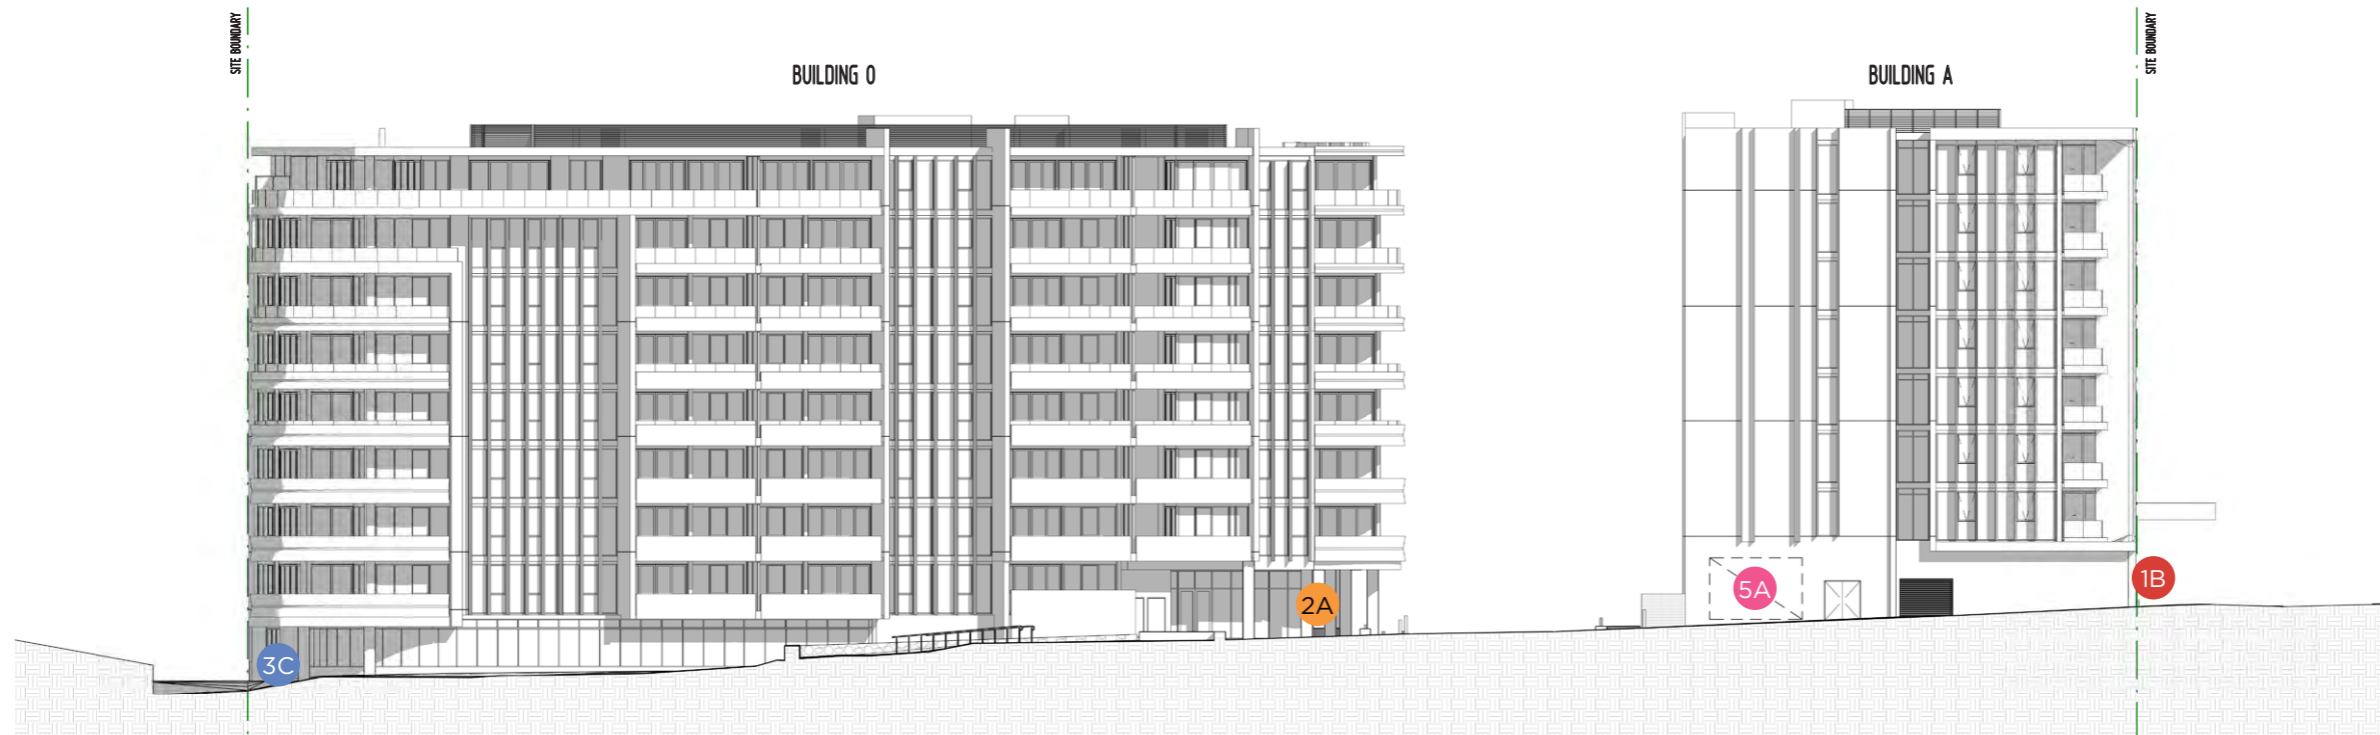 SITE BOUNDARY
BUILDING O
BUILDING A
SITE BOUNDARY
5A
1B
2A
3C